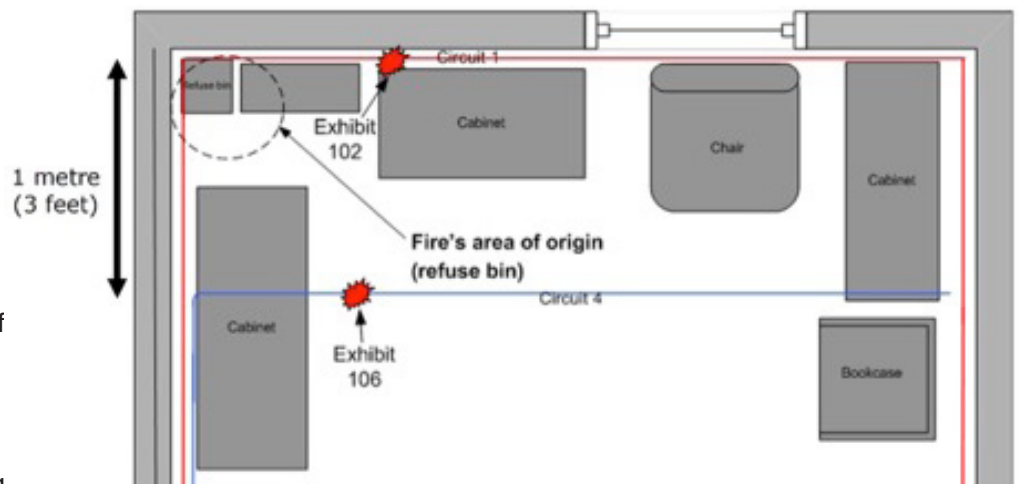 Circuit 1
Refuse bin
Exhibit
102
Cabinet
Chair
Cabinet
1 metre
(3 feet)
Fire's area of origin
(refuse bin)
Circuit 4
f
Cabinet
Exhibit
106
Bookcase